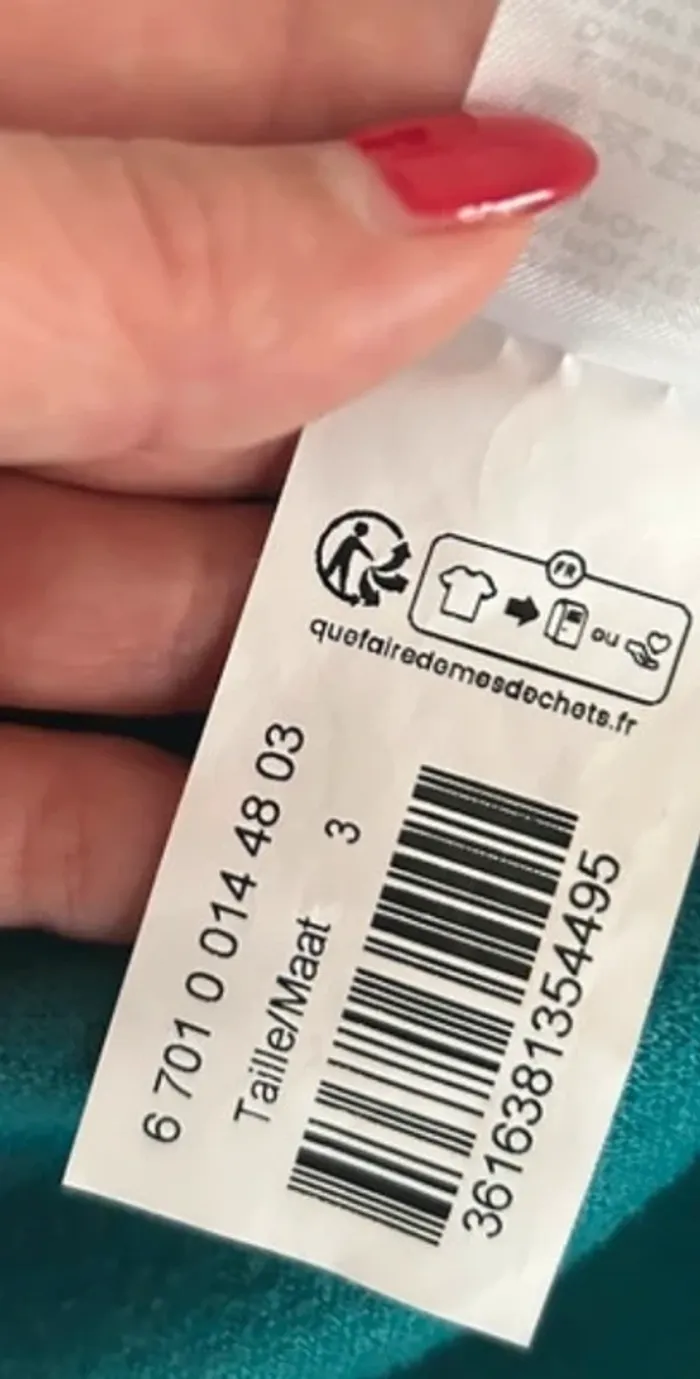 FR
ou
quefairedemesdechets.fr
6 701 0 014 48 03
Taille/Maat 3
3616381354495